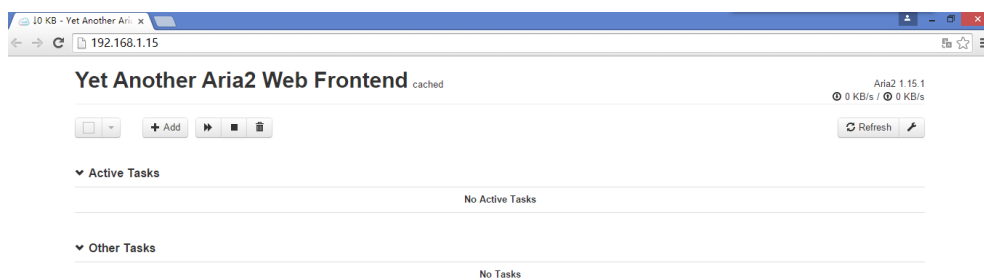 ↓0 KB - Yet Another Ari
192.168.1.15
Yet Another Aria2 Web Frontend cached
Aria2 1.15.1
0 KB/s / 0 KB/s
Add
Refresh
Active Tasks
No Active Tasks
Other Tasks
No Tasks